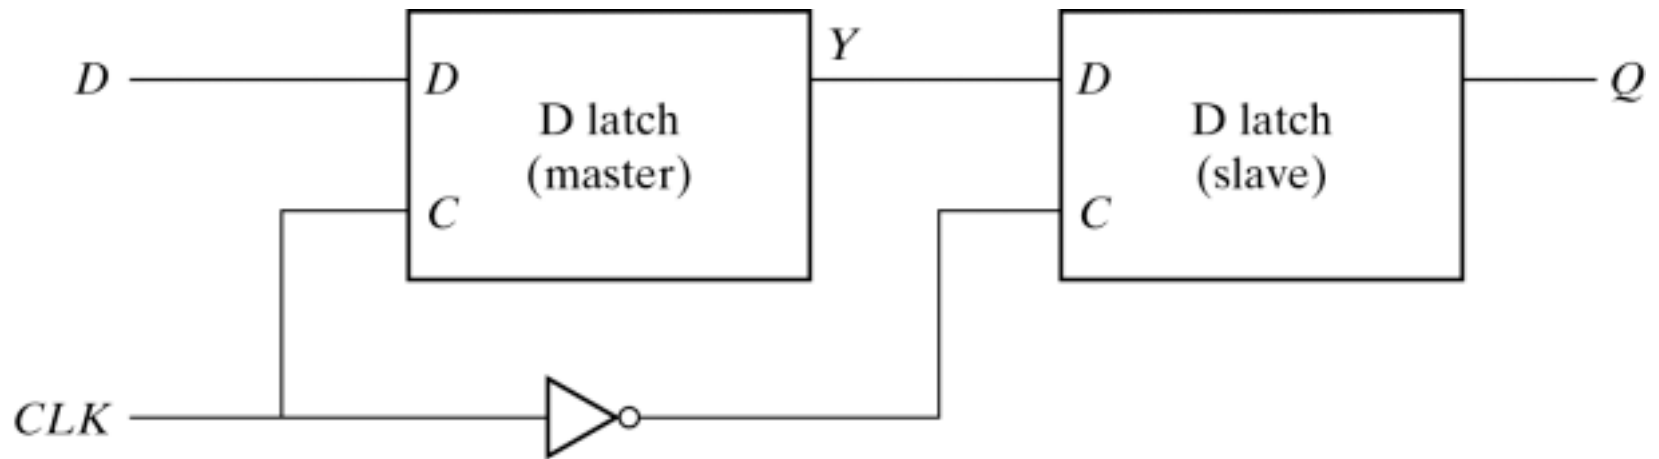 Y
D
D
D
Q
D latch
(master)
D latch
(slave)
C
C
CLK